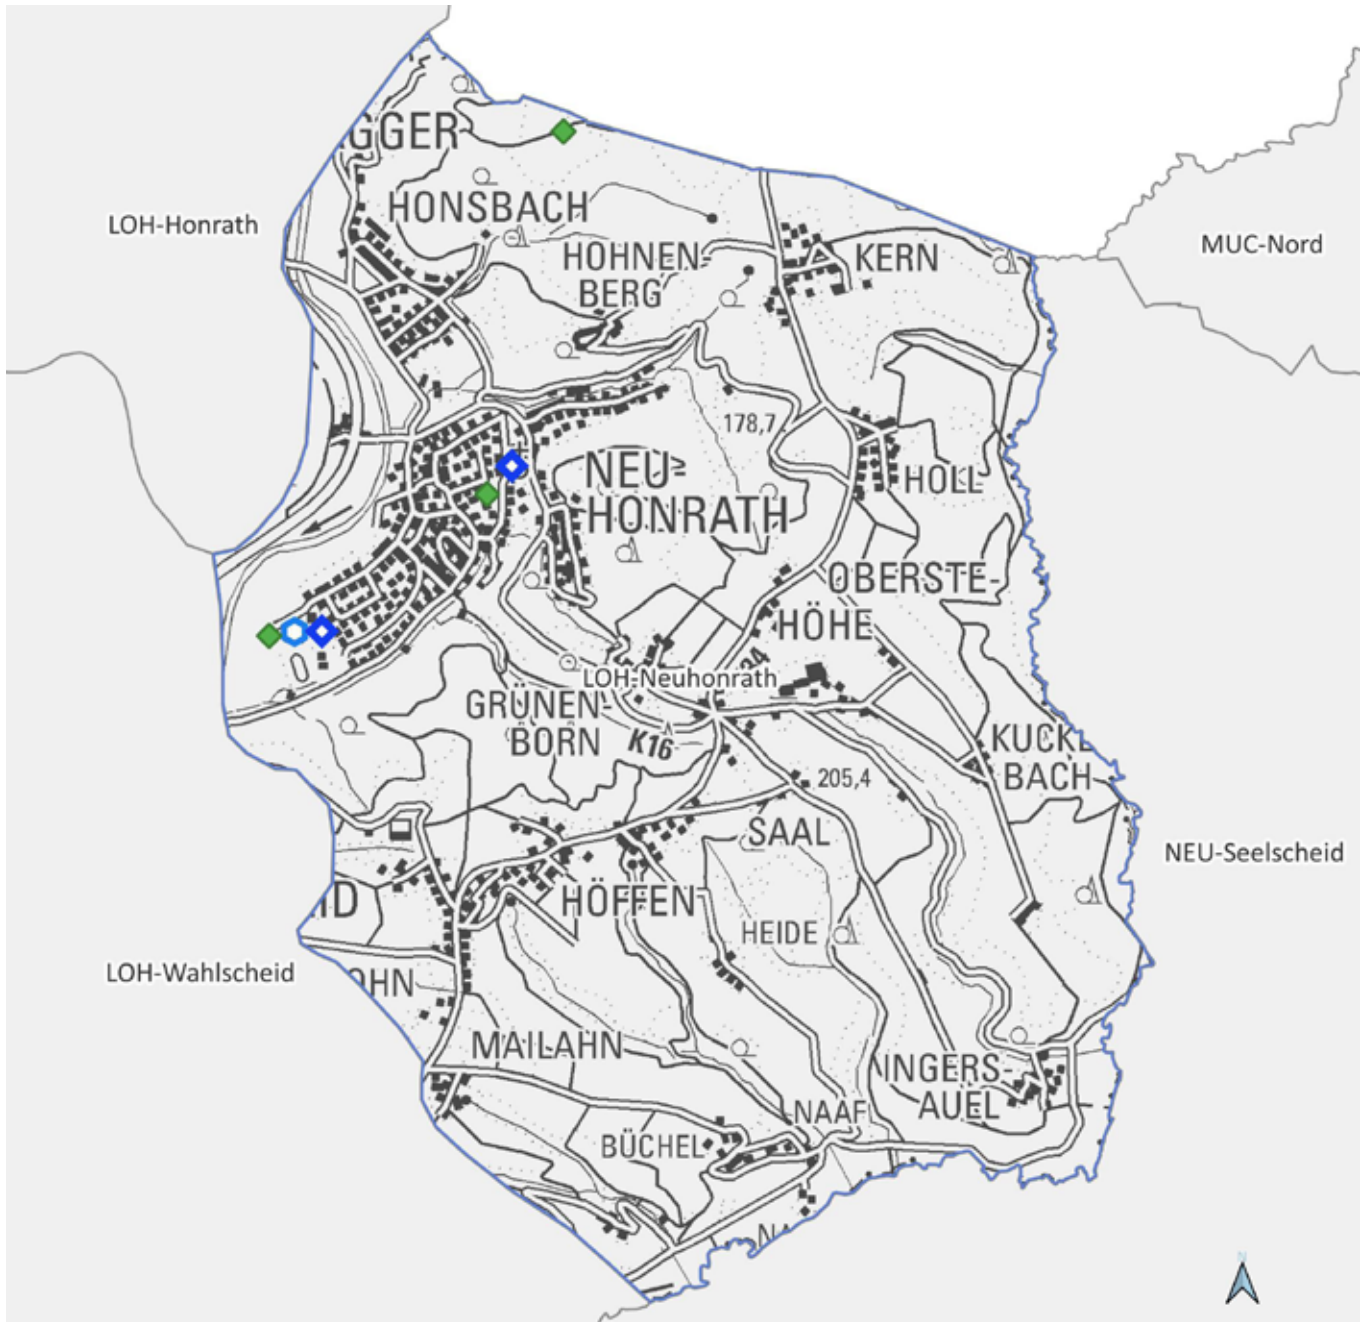 GGER
HONSBACH
LOH-Honrath
HOHNEN-
BERG
KERN
MUC-Nord
178,7
NEU-
HONRATH
HOLL
OBERSTE-
HÖHE
LOH-Neuhonrath
GRÜNEN-
BORN
K16
KUCKE
BACH
205,4
SAAL
NEU-Seelscheid
HÖFFEN
HEIDE
LOH-Wahlscheid
OHN
MAILAHN
INGERS-
AUEL
NAAF
BÜCHEL
N